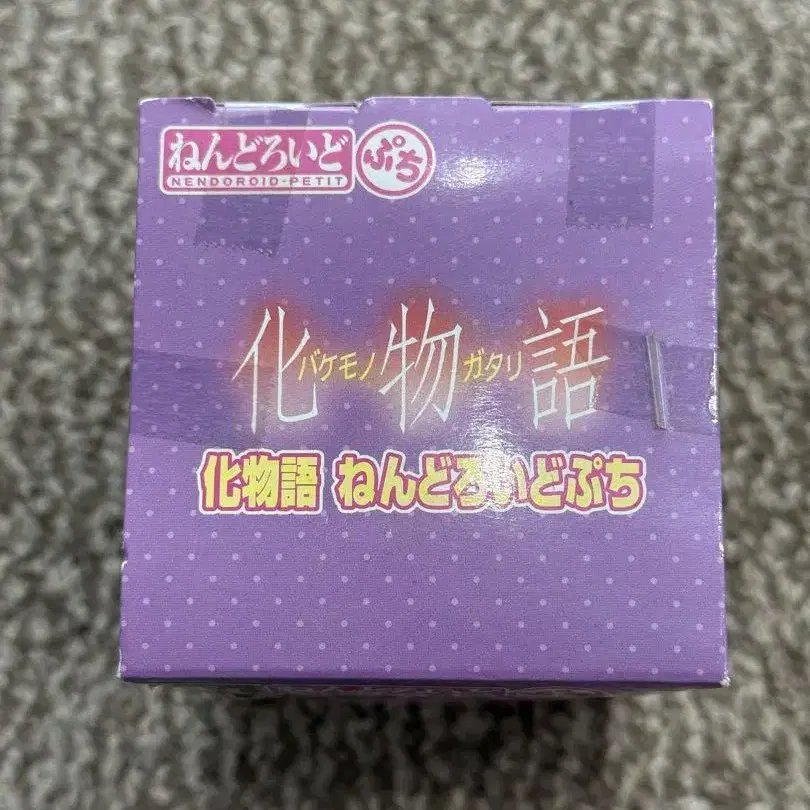 ねんどろいど ぷち
NENDOROID・PETIT
化バケモノ物ガタリ語
化物語 ねんどろいどぷち